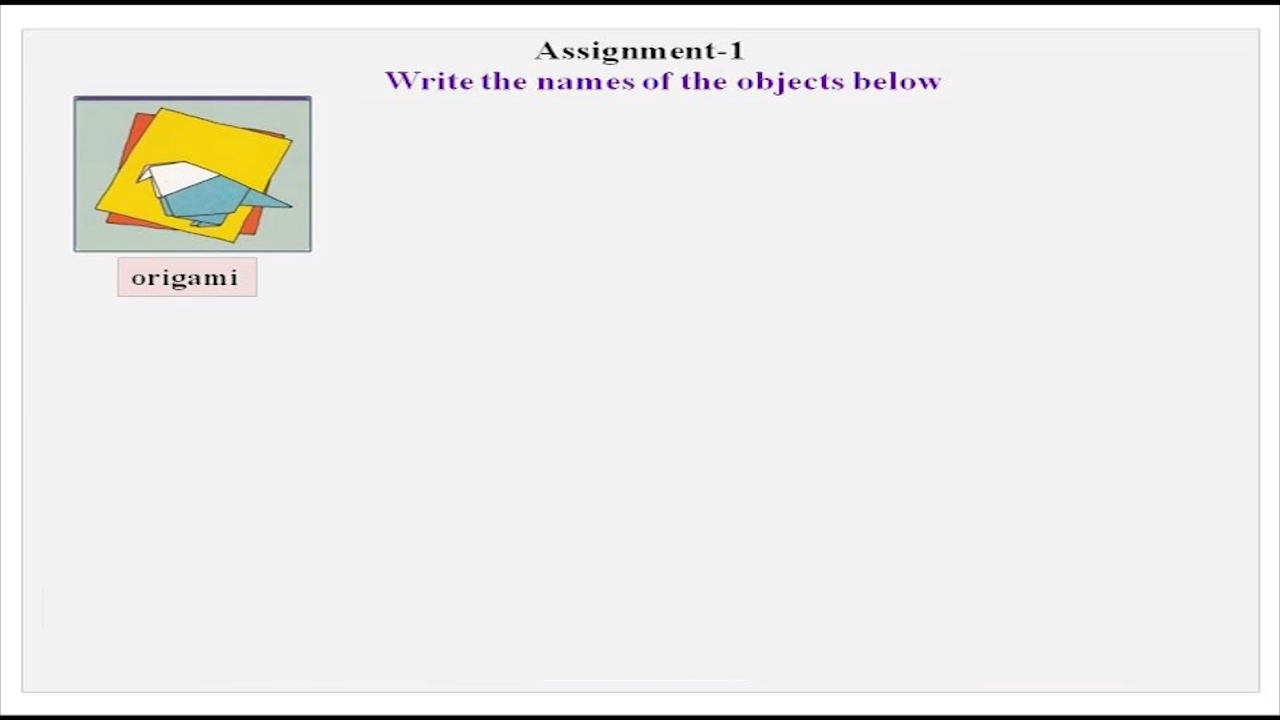 Assignment-1
Write the names of the objects below
origami